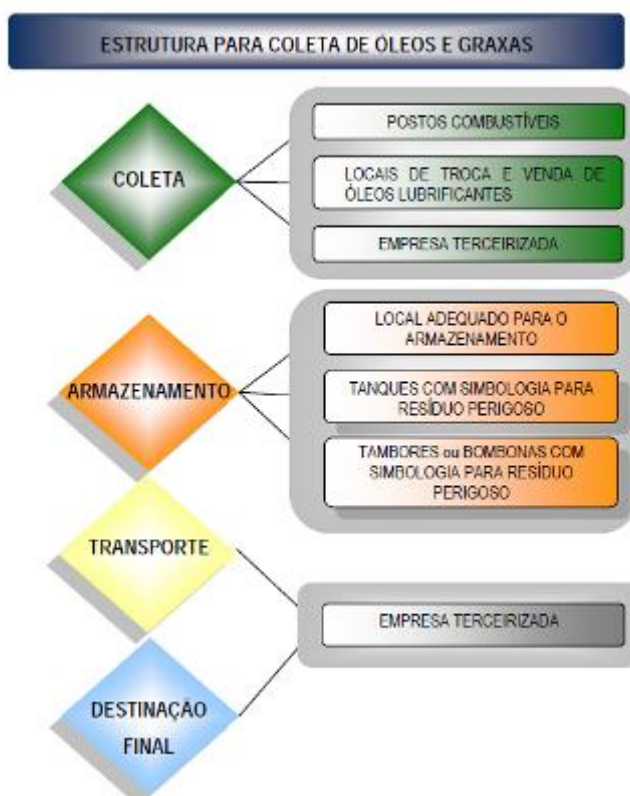 ESTRUTURA PARA COLETA DE ÓLEOS E GRAXAS
COLETA
POSTOS COMBUSTÍVEIS
LOCAIS DE TROCA E VENDA DE
ÓLEOS LUBRIFICANTES
EMPRESA TERCEIRIZADA
ARMAZENAMENTO
LOCAL ADEQUADO PARA O
ARMAZENAMENTO
TANQUES COM SIMBOLOGIA PARA
RESÍDUO PERIGOSO
TAMBORES ou BOMBONAS COM
SIMBOLOGIA PARA RESÍDUO
PERIGOSO
TRANSPORTE
EMPRESA TERCEIRIZADA
DESTINAÇÃO
FINAL